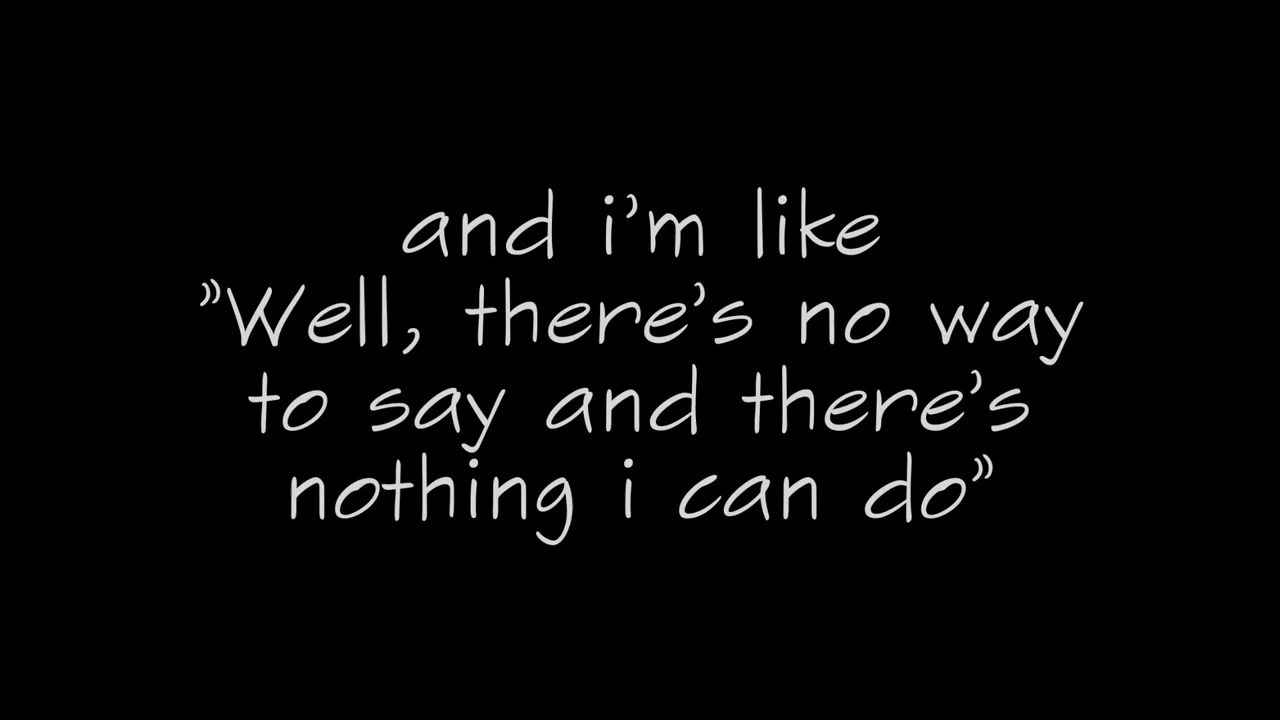 and i’m like
”Well, there’s no way
to say and there’s
nothing i can do”